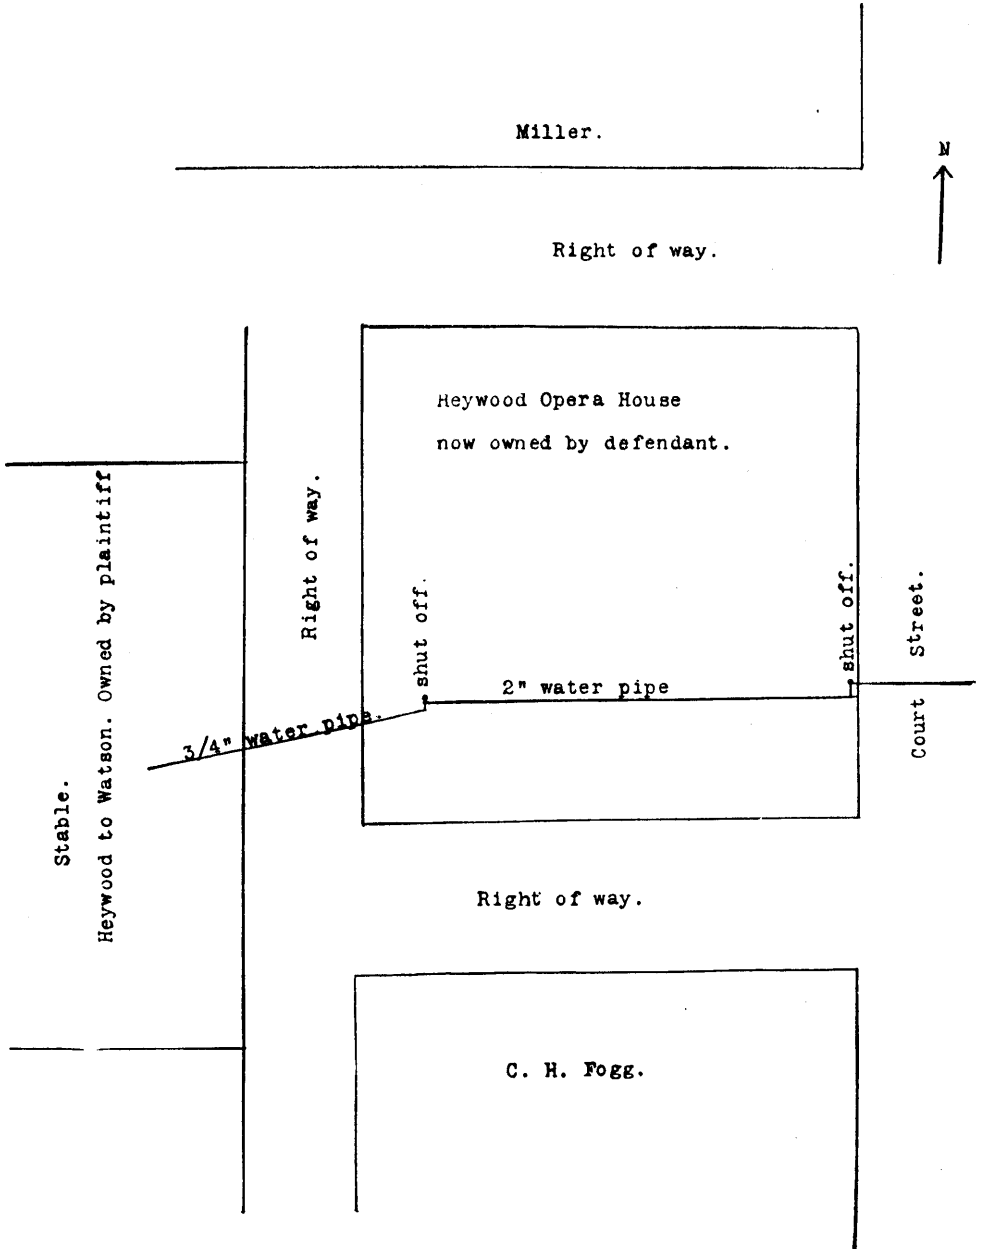 Miller.
N
Right of way.
Heywood Opera House
now owned by defendant.
Right of way.
shut off.
shut off.
Court Street.
2" water pipe
3/4" water pipe.
Stable.
Heywood to Watson. Owned by plaintiff
Right of way.
C. H. Fogg.